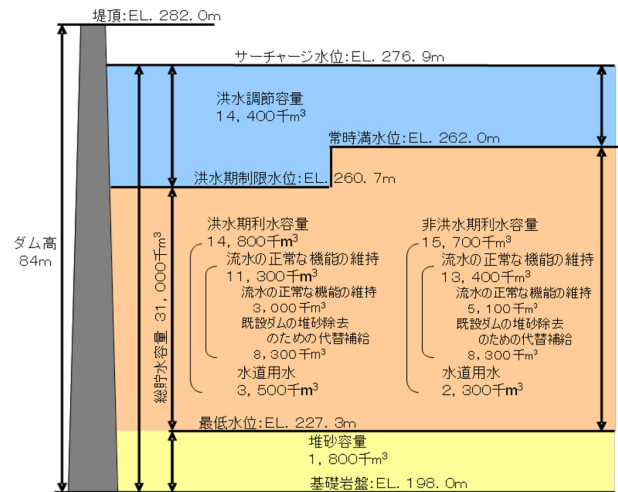 堤頂:EL. 282.0m
サーチャージ水位:EL. 276.9m
洪水調節容量
14, 400千m³
常時満水位:EL. 262.0m
洪水期制限水位:EL. 260.7m
ダム高
84m
総貯水容量 31, 000千m³
洪水期利水容量
14, 800千m³
流水の正常な機能の維持
11, 300千m³
流水の正常な機能の維持
3, 000千m³
既設ダムの堆砂除去
のための代替補給
8, 300千m³
水道用水
3, 500千m³
非洪水期利水容量
15, 700千m³
流水の正常な機能の維持
13, 400千m³
流水の正常な機能の維持
5, 100千m³
既設ダムの堆砂除去
のための代替補給
8, 300千m³
水道用水
2, 300千m³
最低水位:EL. 227.3m
堆砂容量
1, 800千m³
基礎岩盤:EL. 198.0m